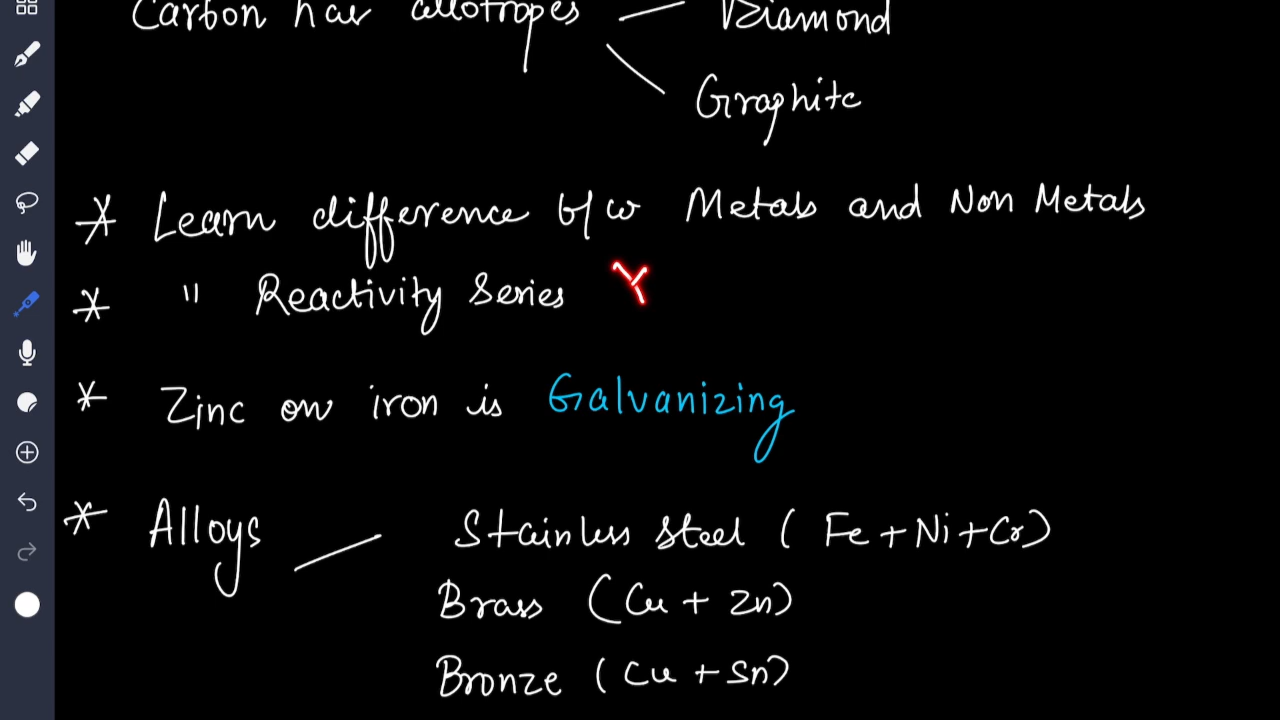 Carbon has allotropes Diamond
Graphite
* Learn difference b/w Metals and Non Metals
* " Reactivity Series Y
* Zinc on iron is Galvanizing
* Alloys Stainless steel ( Fe + Ni + Cr )
Brass ( Cu + Zn )
Bronze ( Cu + Sn )